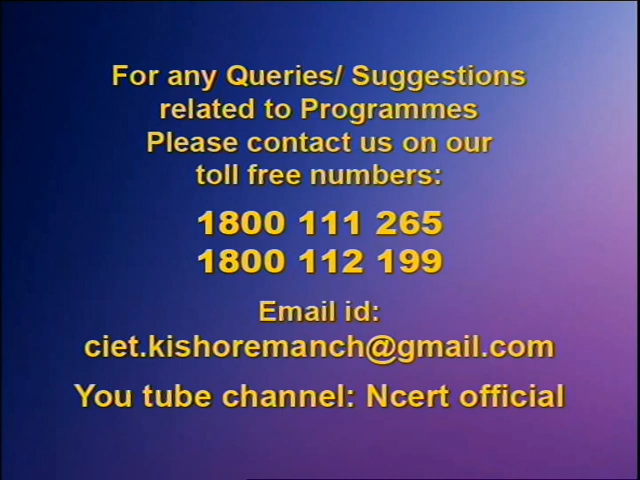 For any Queries/ Suggestions
related to Programmes
Please contact us on our
toll free numbers:
1800 111 265
1800 112 199
Email id:
ciet.kishoremanch@gmail.com
You tube channel: Ncert official